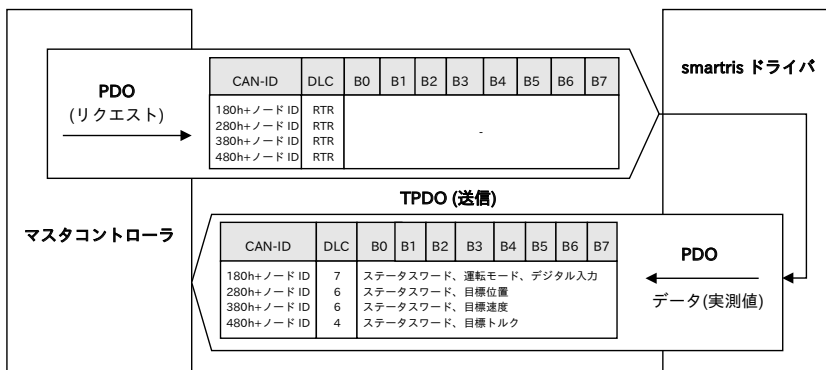 smartris ドライバ
PDO
(リクエスト)
CAN-ID DLC B0 B1 B2 B3 B4 B5 B6 B7
180h+ノード ID RTR
280h+ノード ID RTR
380h+ノード ID RTR
480h+ノード ID RTR
-
TPDO (送信)
マスタコントローラ
CAN-ID DLC B0 B1 B2 B3 B4 B5 B6 B7
180h+ノード ID 7 ステータスワード、運転モード、デジタル入力
280h+ノード ID 6 ステータスワード、目標位置
380h+ノード ID 6 ステータスワード、目標速度
480h+ノード ID 4 ステータスワード、目標トルク
PDO
データ(実測値)